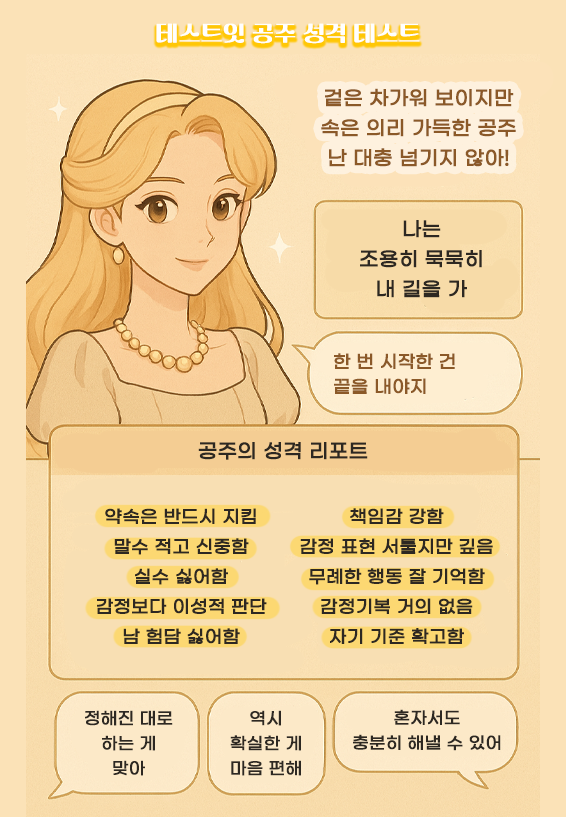 테스트잇 공주 성격 테스트
겉은 차가워 보이지만
속은 의리 가득한 공주
난 대충 넘기지 않아!
나는
조용히 묵묵히
내 길을 가
한 번 시작한 건
끝을 내야지
공주의 성격 리포트
약속은 반드시 지킴
책임감 강함
말수 적고 신중함
감정 표현 서툴지만 깊음
실수 싫어함
무례한 행동 잘 기억함
감정보다 이성적 판단
감정기복 거의 없음
남 험담 싫어함
자기 기준 확고함
정해진 대로
하는 게
맞아
역시
확실한 게
마음 편해
혼자서도
충분히 해낼 수 있어